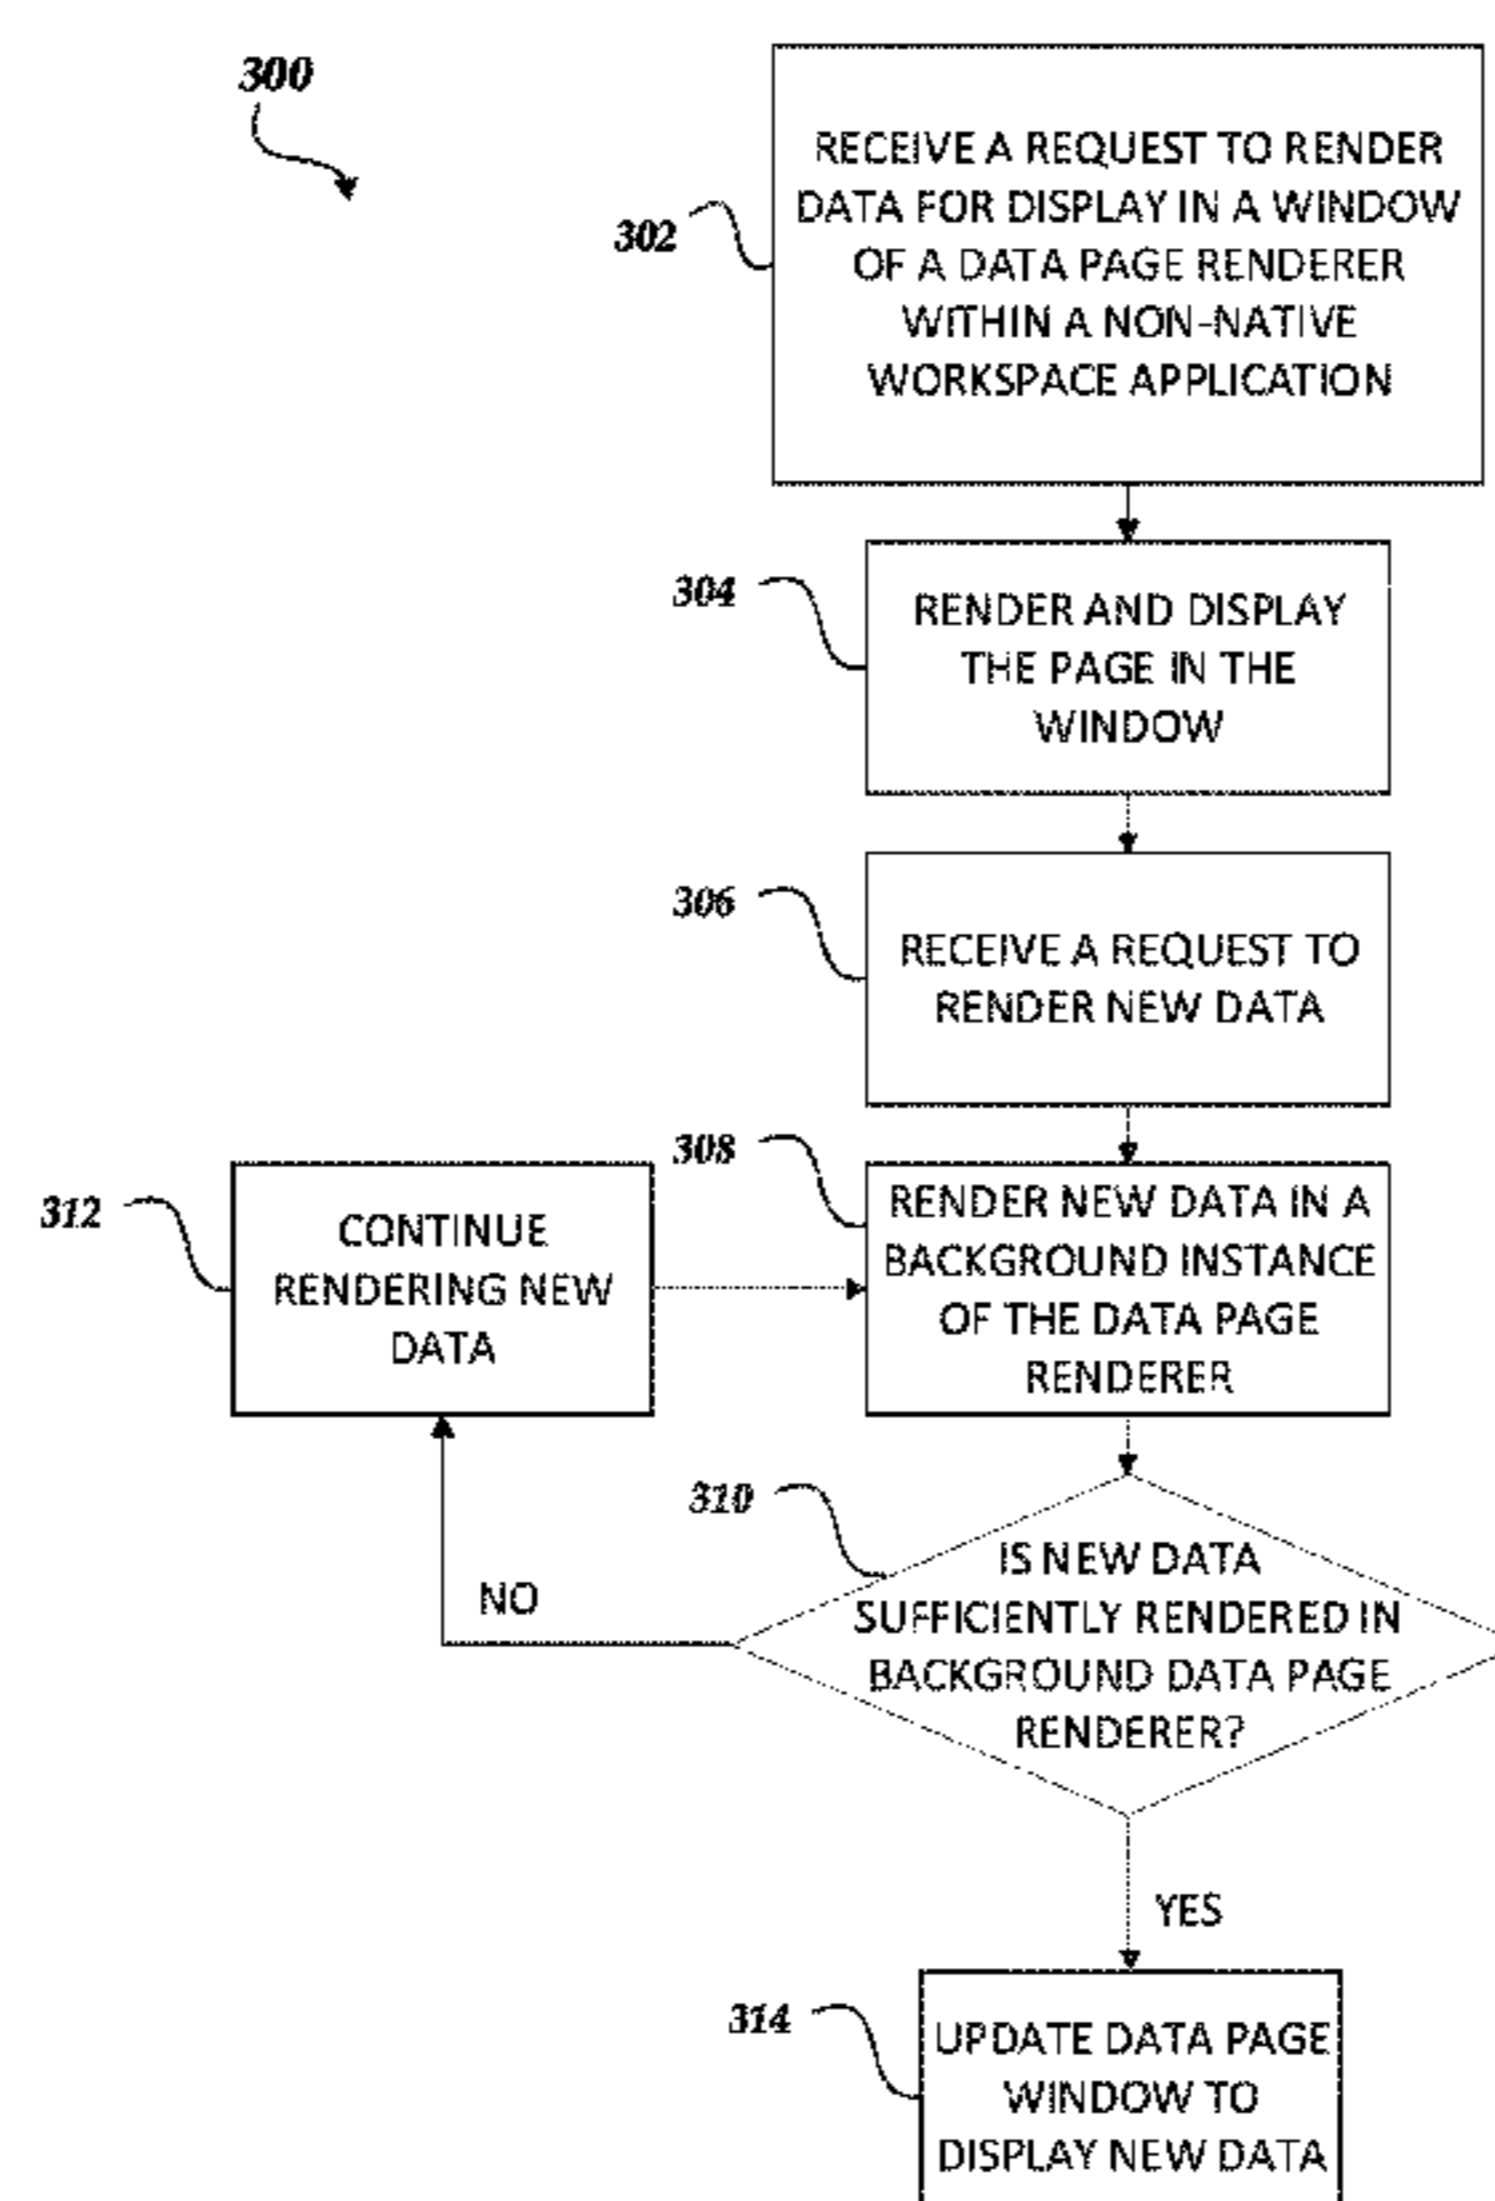 300
302
RECEIVE A REQUEST TO RENDER
DATA FOR DISPLAY IN A WINDOW
OF A DATA PAGE RENDERER
WITHIN A NON-NATIVE
WORKSPACE APPLICATION
304
RENDER AND DISPLAY
THE PAGE IN THE
WINDOW
306
RECEIVE A REQUEST TO
RENDER NEW DATA
308
RENDER NEW DATA IN A
BACKGROUND INSTANCE
OF THE DATA PAGE
RENDERER
312
CONTINUE
RENDERING NEW
DATA
310
IS NEW DATA
SUFFICIENTLY RENDERED IN
BACKGROUND DATA PAGE
RENDERER?
NO
YES
314
UPDATE DATA PAGE
WINDOW TO
DISPLAY NEW DATA